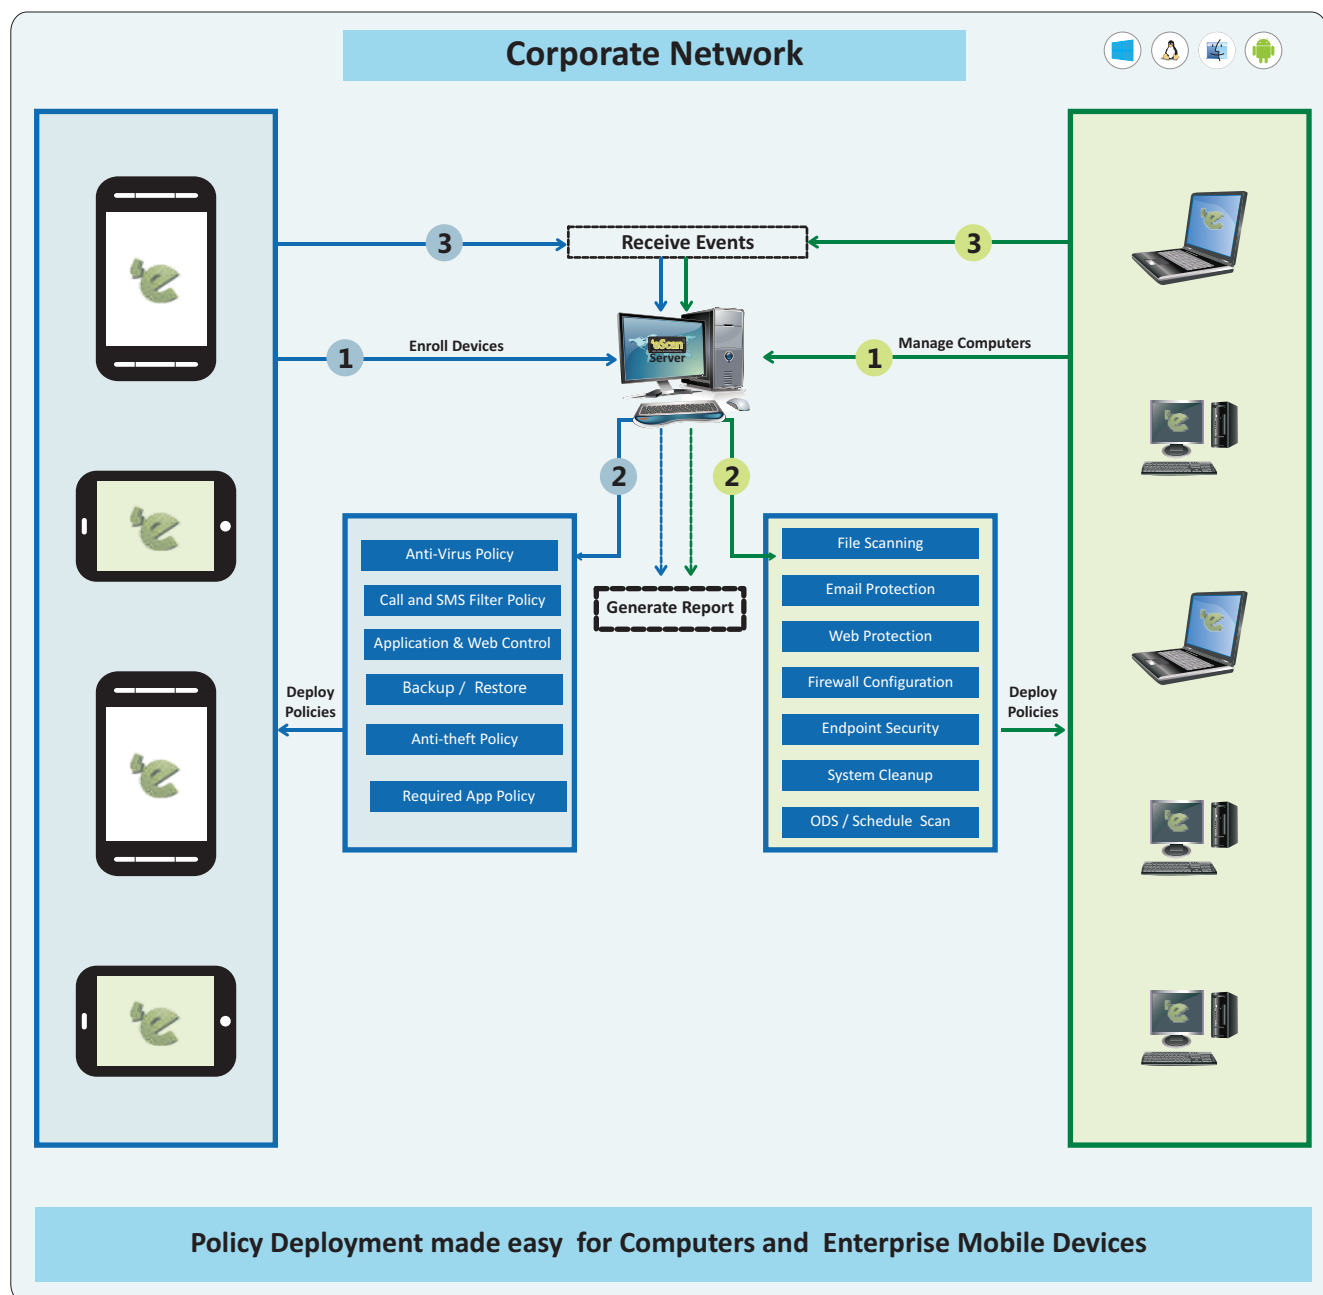 Corporate Network
3
Receive Events
3
1
Enroll Devices
eScan
Server
1
Manage Computers
2
2
Anti-Virus Policy
Call and SMS Filter Policy
Application & Web Control
Backup / Restore
Anti-theft Policy
Required App Policy
Generate Report
File Scanning
Email Protection
Web Protection
Firewall Configuration
Endpoint Security
System Cleanup
ODS / Schedule Scan
Deploy
Policies
Deploy
Policies
Policy Deployment made easy for Computers and Enterprise Mobile Devices